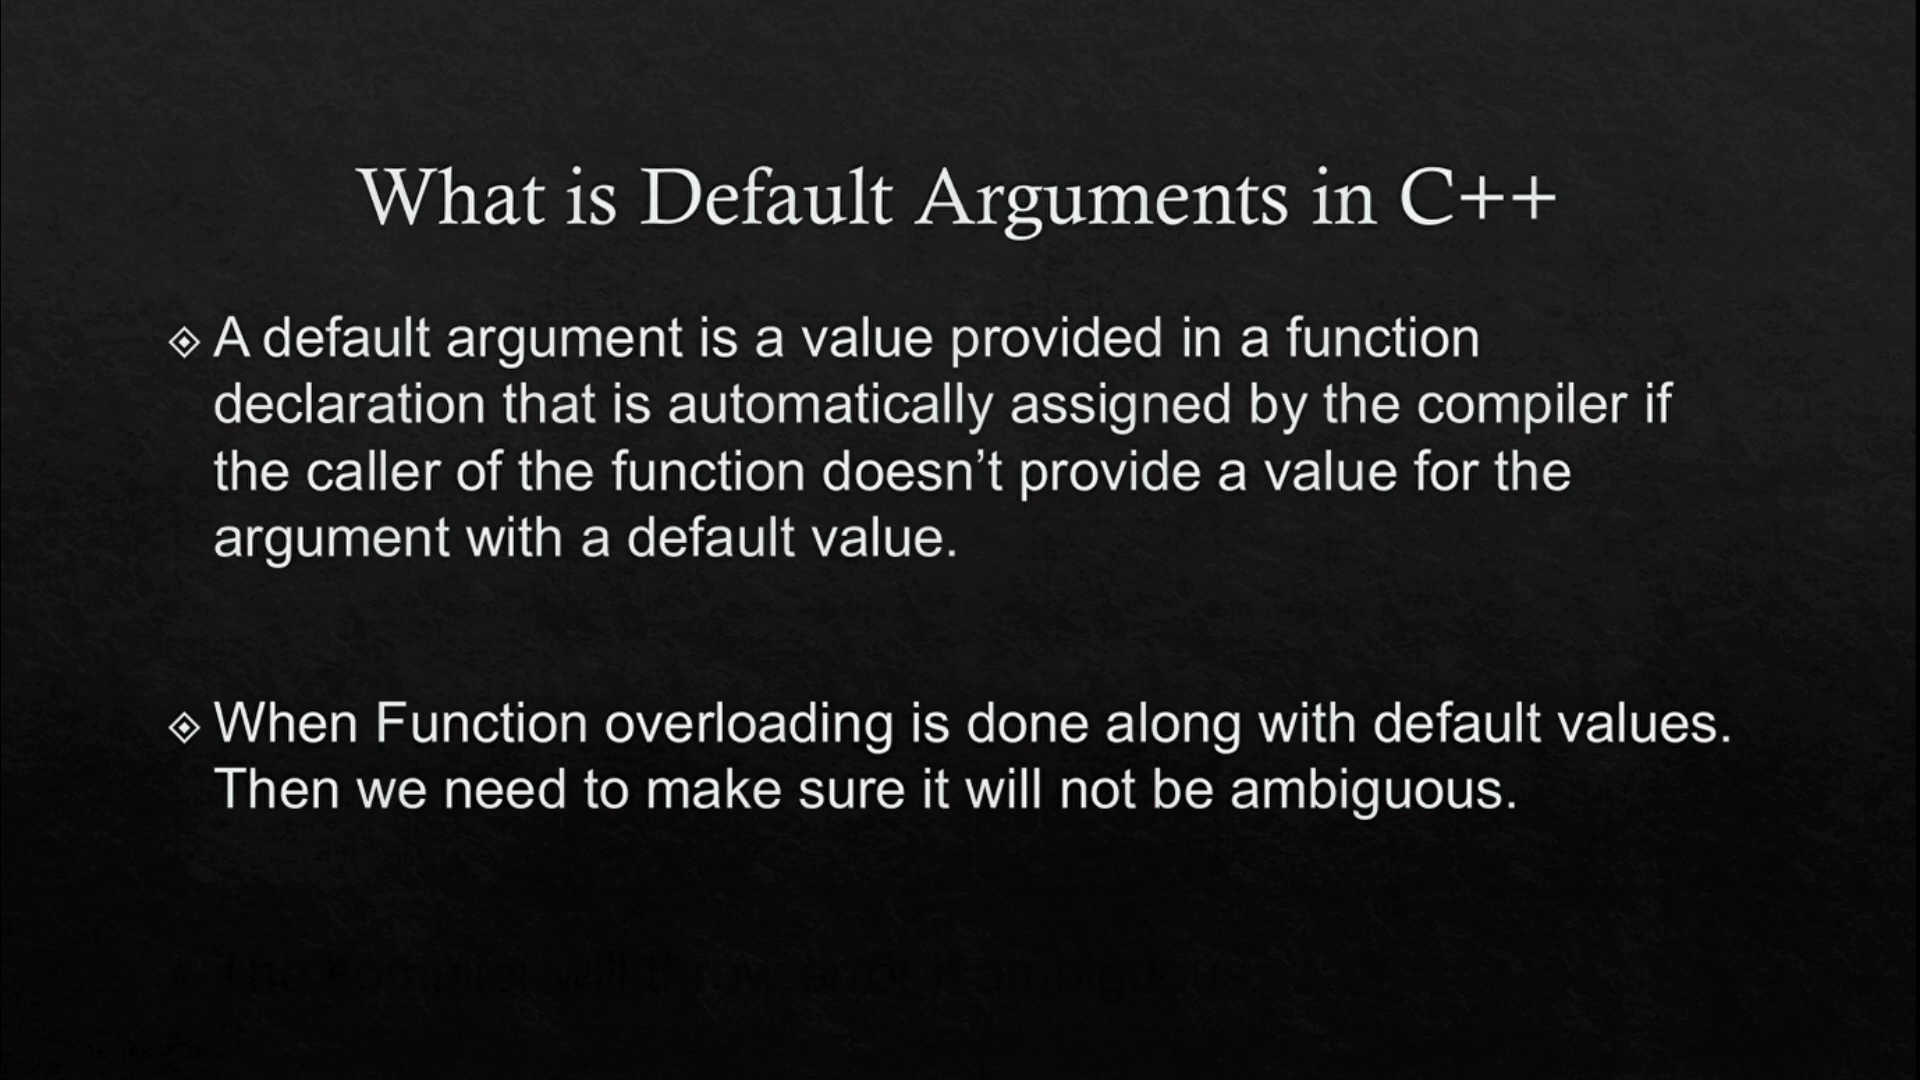 What is Default Arguments in C++
A default argument is a value provided in a function
declaration that is automatically assigned by the compiler if
the caller of the function doesn’t provide a value for the
argument with a default value.
When Function overloading is done along with default values.
Then we need to make sure it will not be ambiguous.